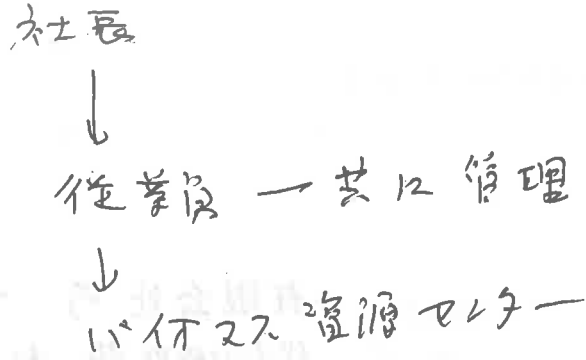 社長
↓
従業員 ー 共に管理
↓
バイオマス資源センター